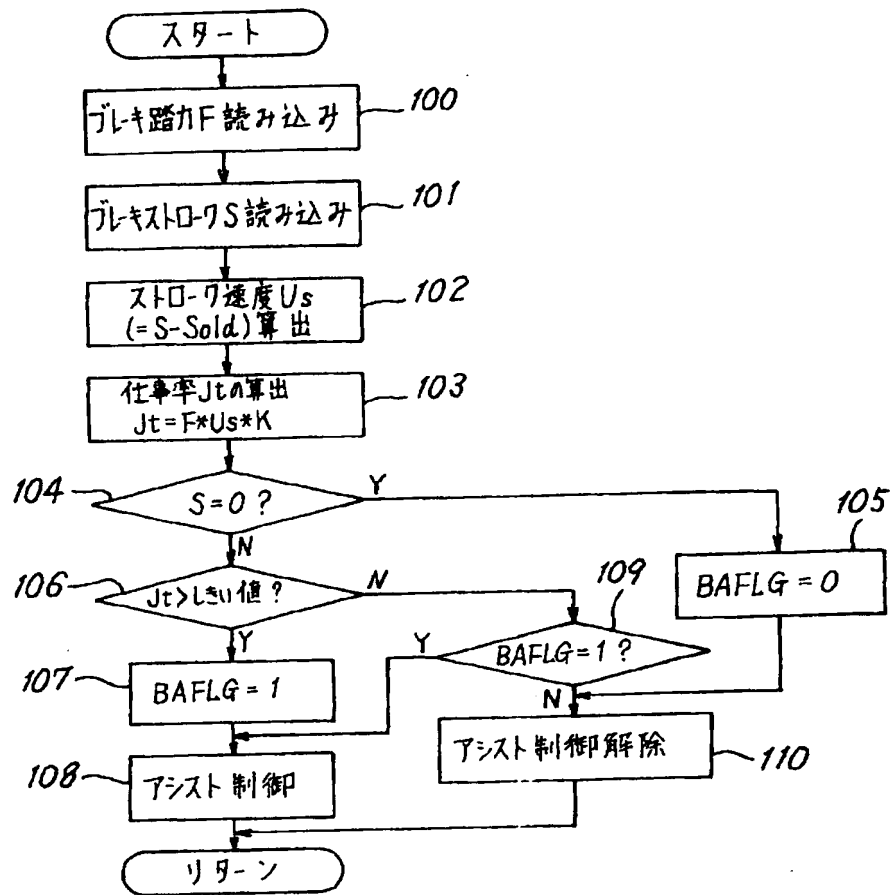 スタート
ブレーキ踏力F読み込み
100
ブレーキストロークS読み込み
101
ストローク速度Us
(=S-Sold)算出
102
仕事率Jtの算出
Jt=F*Us*K
103
104
S=0?
Y
N
105
BAFLG=0
106
Jt>しきい値?
N
Y
109
BAFLG=1?
Y
N
107
BAFLG=1
108
アシスト制御
アシスト制御解除
110
リターン